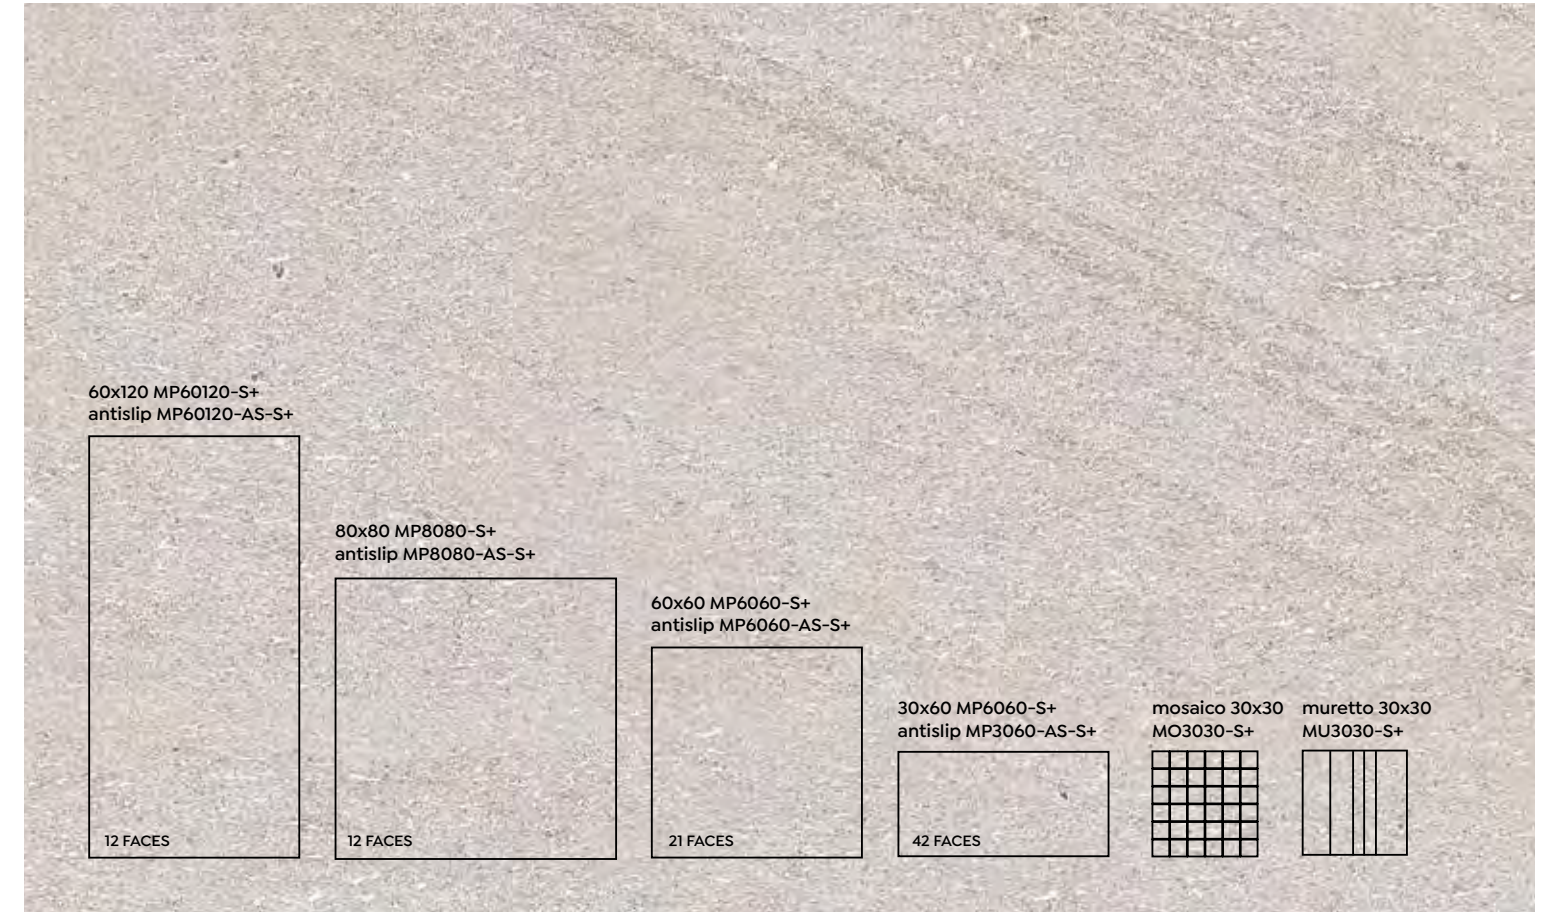 60x120 MP60120-S+
antislip MP60120-AS-S+
12 FACES
80x80 MP8080-S+
antislip MP8080-AS-S+
12 FACES
60x60 MP6060-S+
antislip MP6060-AS-S+
21 FACES
30x60 MP6060-S+
antislip MP3060-AS-S+
42 FACES
mosaico 30x30
MO3030-S+
muretto 30x30
MU3030-S+